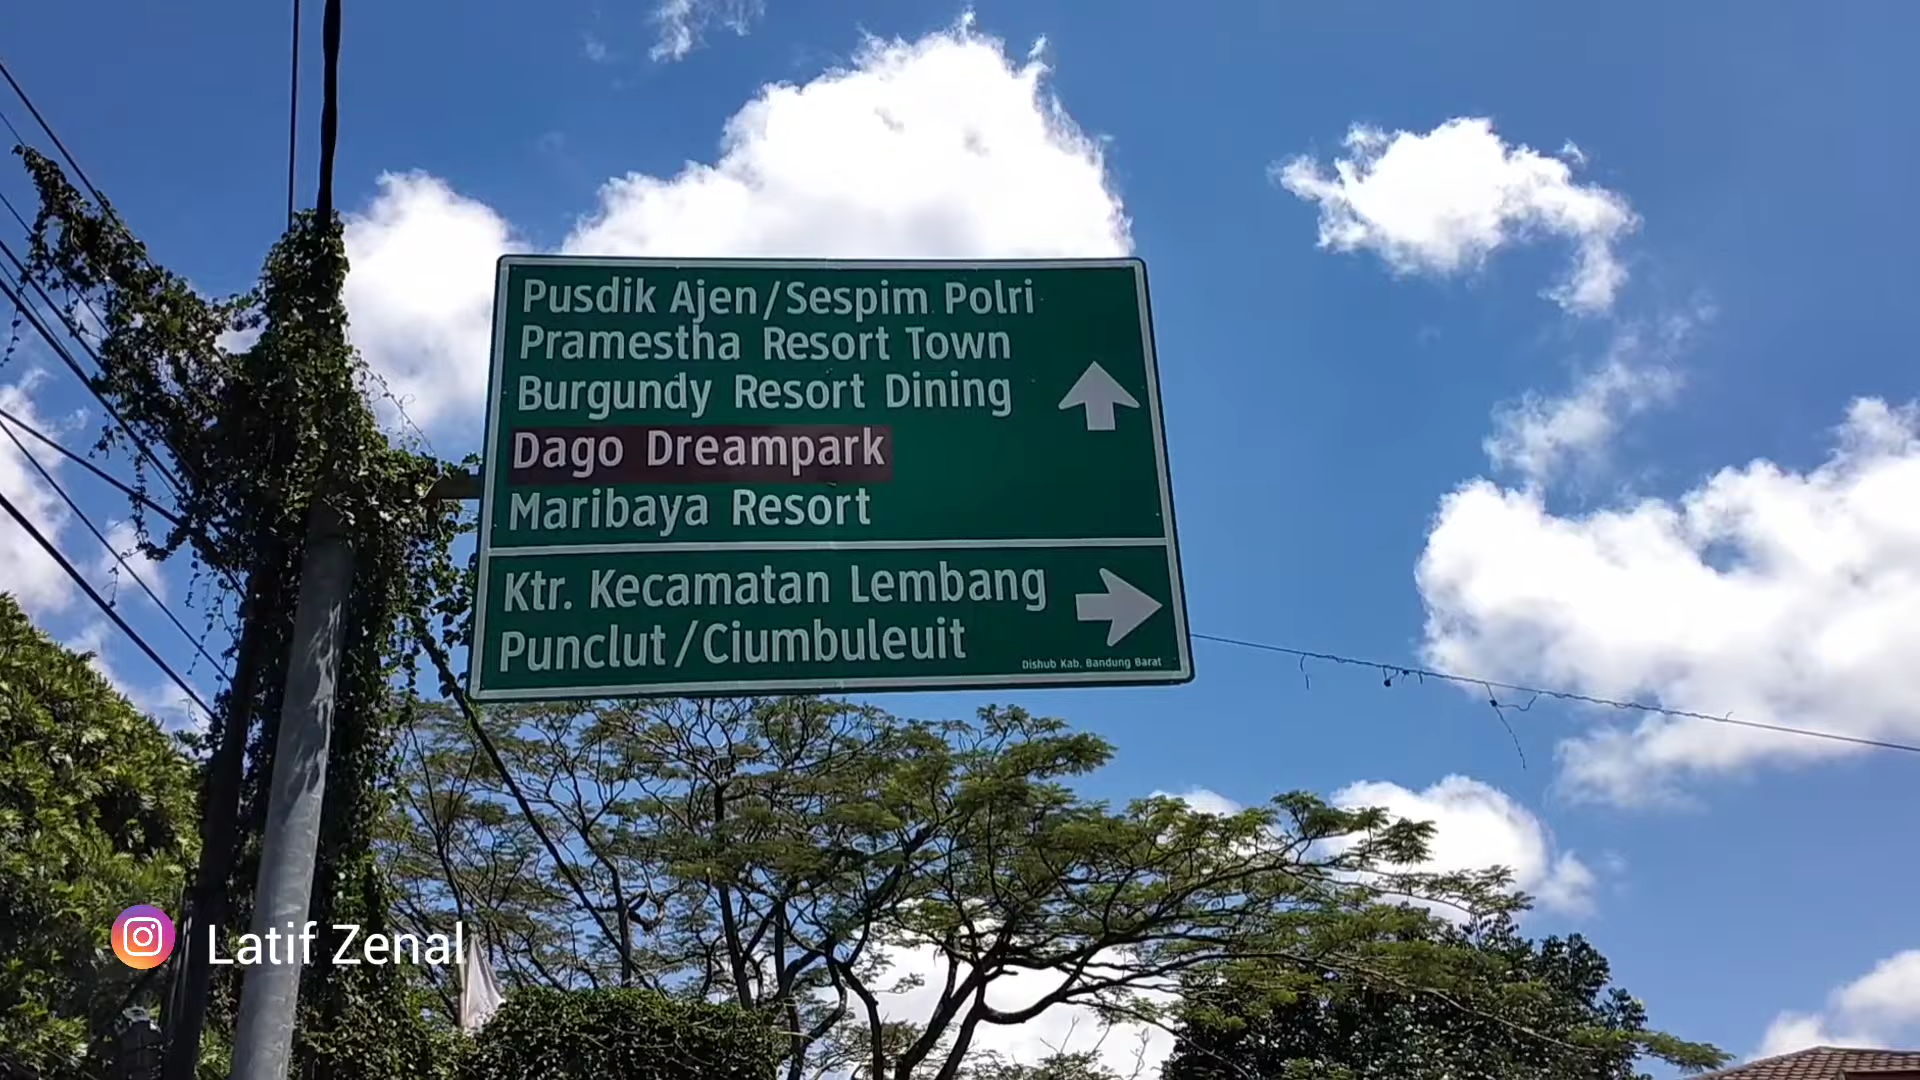 Pusdik Ajen/Sespim Polri
Pramestha Resort Town
Burgundy Resort Dining
Dago Dreampark
Maribaya Resort
Ktr. Kecamatan Lembang
Punclut/Ciumbuleuit
Dishub Kab. Bandung Barat
Latif Zenal